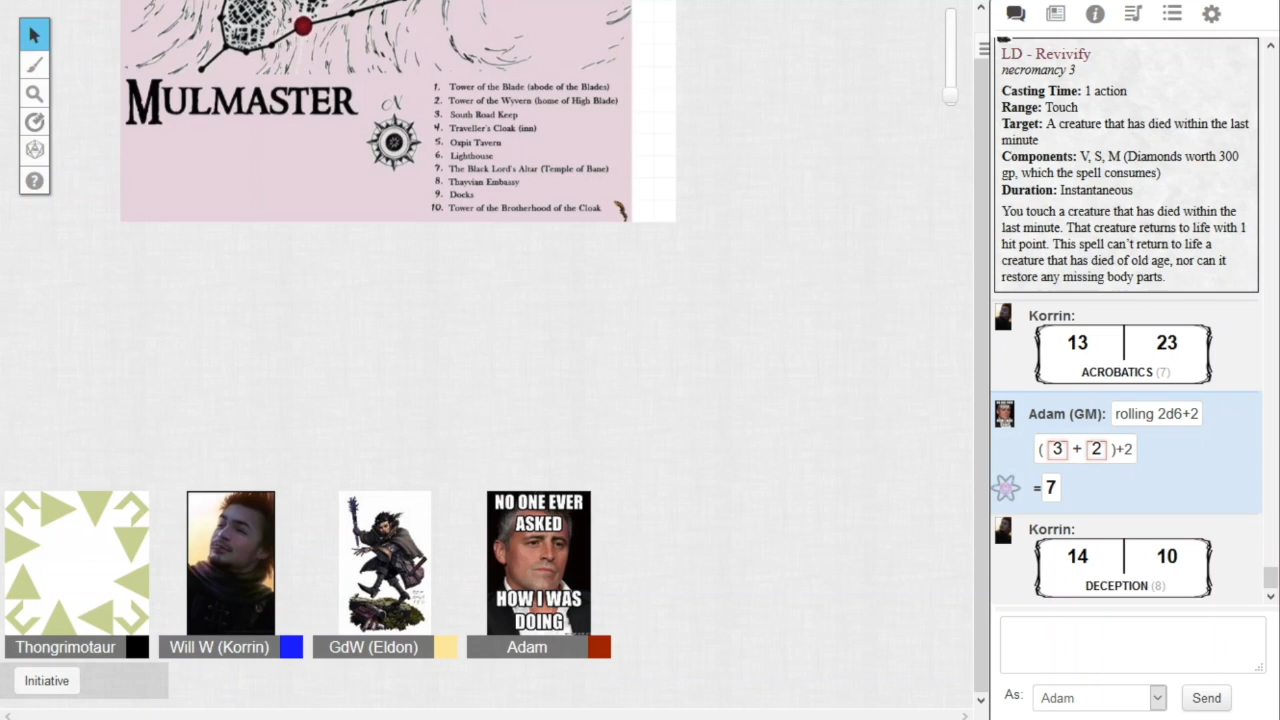 MULMASTER
N
1. Tower of the Blade (abode of the Blades)
2. Tower of the Wyvern (home of High Blade)
3. South Road Keep
4. Traveller's Cloak (inn)
5. Oxpit Tavern
6. Lighthouse
7. The Black Lord's Altar (Temple of Bane)
8. Thayvian Embassy
9. Docks
10. Tower of the Brotherhood of the Cloak
NO ONE EVER
ASKED
HOW I WAS
DOING
Thongrimotaur
Will W (Korrin)
GdW (Eldon)
Adam
Initiative
LD - Revivify
necromancy 3
Casting Time: 1 action
Range: Touch
Target: A creature that has died within the last
minute
Components: V, S, M (Diamonds worth 300
gp, which the spell consumes)
Duration: Instantaneous
You touch a creature that has died within the
last minute. That creature returns to life with 1
hit point. This spell can't return to life a
creature that has died of old age, nor can it
restore any missing body parts.
Korrin:
13 23
ACROBATICS (7)
Adam (GM): rolling 2d6+2
( 3 + 2 )+2
= 7
Korrin:
14 10
DECEPTION (8)
As: Adam Send